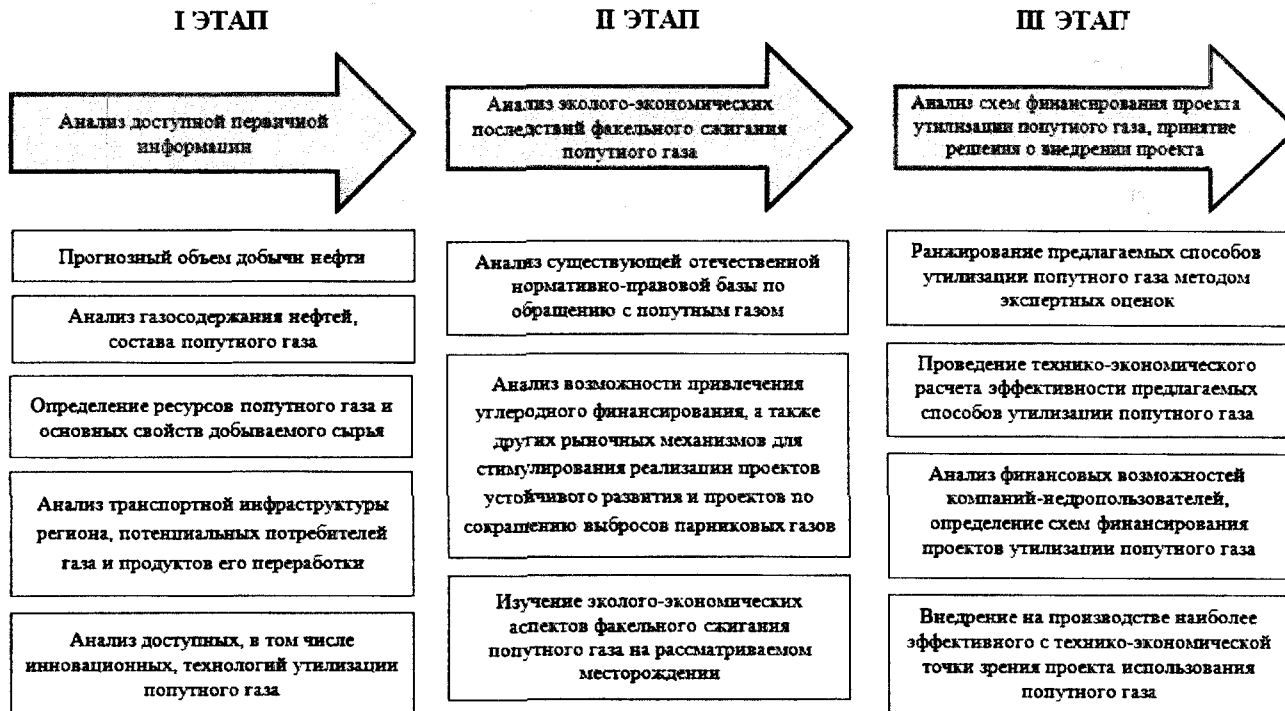 I ЭТАП
Анализ доступной первичной
информации
Прогнозный объем добычи нефти
Анализ газосодержания нефтей,
состава попутного газа
Определение ресурсов попутного газа и
основных свойств добываемого сырья
Анализ транспортной инфраструктуры
региона, потенциальных потребителей
газа и продуктов его переработки
Анализ доступных, в том числе
инновационных, технологий утилизации
попутного газа
II ЭТАП
Анализ эколого-экономических
последствий факельного сжигания
попутного газа
Анализ существующей отечественной
нормативно-правовой базы по
обращению с попутным газом
Анализ возможности привлечения
углеродного финансирования, а также
других рыночных механизмов для
стимулирования реализации проектов
устойчивого развития и проектов по
сокращению выбросов парниковых газов
Изучение эколого-экономических
аспектов факельного сжигания
попутного газа на рассматриваемом
месторождении
III ЭТАП
Анализ схем финансирования проекта
утилизации попутного газа, принятие
решения о внедрении проекта
Ранжирование предлагаемых способов
утилизации попутного газа методом
экспертных оценок
Проведение технико-экономического
расчета эффективности предлагаемых
способов утилизации попутного газа
Анализ финансовых возможностей
компаний-недропользователей,
определение схем финансирования
проектов утилизации попутного газа
Внедрение на производстве наиболее
эффективного с технико-экономической
точки зрения проекта использования
попутного газа